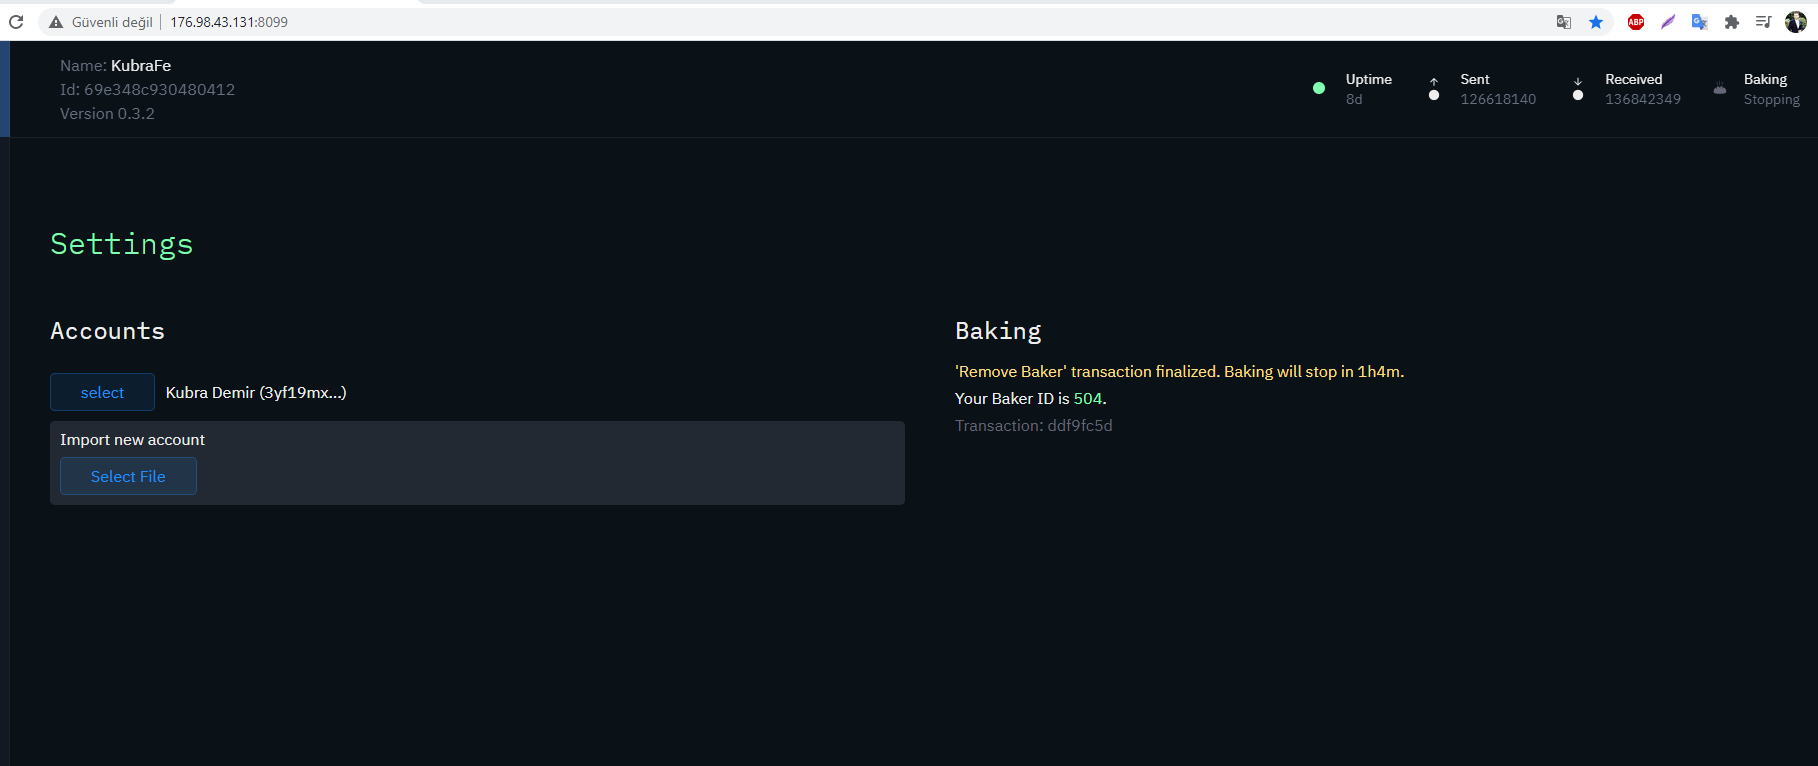 Güvenli değil | 176.98.43.131:8099
ABP
Name: KubraFe
Id: 69e348c930480412
Version 0.3.2
Uptime
8d
Sent
126618140
Received
136842349
Baking
Stopping
Settings
Accounts
select Kubra Demir (3yf19mx...)
Import new account
Select File
Baking
'Remove Baker' transaction finalized. Baking will stop in 1h4m.
Your Baker ID is 504.
Transaction: ddf9fc5d